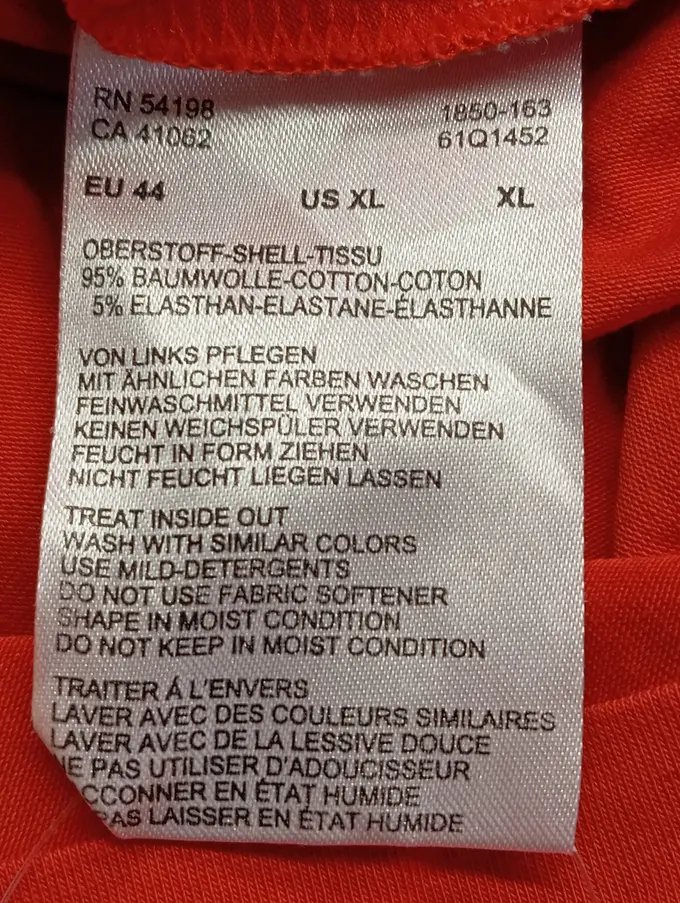 RN 54198 1850-163
CA 41062 61Q1452
EU 44 US XL XL
OBERSTOFF-SHELL-TISSU
95% BAUMWOLLE-COTTON-COTON
5% ELASTHAN-ELASTANE-ÉLASTHANNE
VON LINKS PFLEGEN
MIT ÄHNLICHEN FARBEN WASCHEN
FEINWASCHMITTEL VERWENDEN
KEINEN WEICHSPÜLER VERWENDEN
FEUCHT IN FORM ZIEHEN
NICHT FEUCHT LIEGEN LASSEN
TREAT INSIDE OUT
WASH WITH SIMILAR COLORS
USE MILD-DETERGENTS
DO NOT USE FABRIC SOFTENER
SHAPE IN MOIST CONDITION
DO NOT KEEP IN MOIST CONDITION
TRAITER Á L'ENVERS
LAVER AVEC DES COULEURS SIMILAIRES
LAVER AVEC DE LA LESSIVE DOUCE
NE PAS UTILISER D'ADOUCISSEUR
CCONNER EN ÉTAT HUMIDE
PAS LAISSER EN ÉTAT HUMIDE